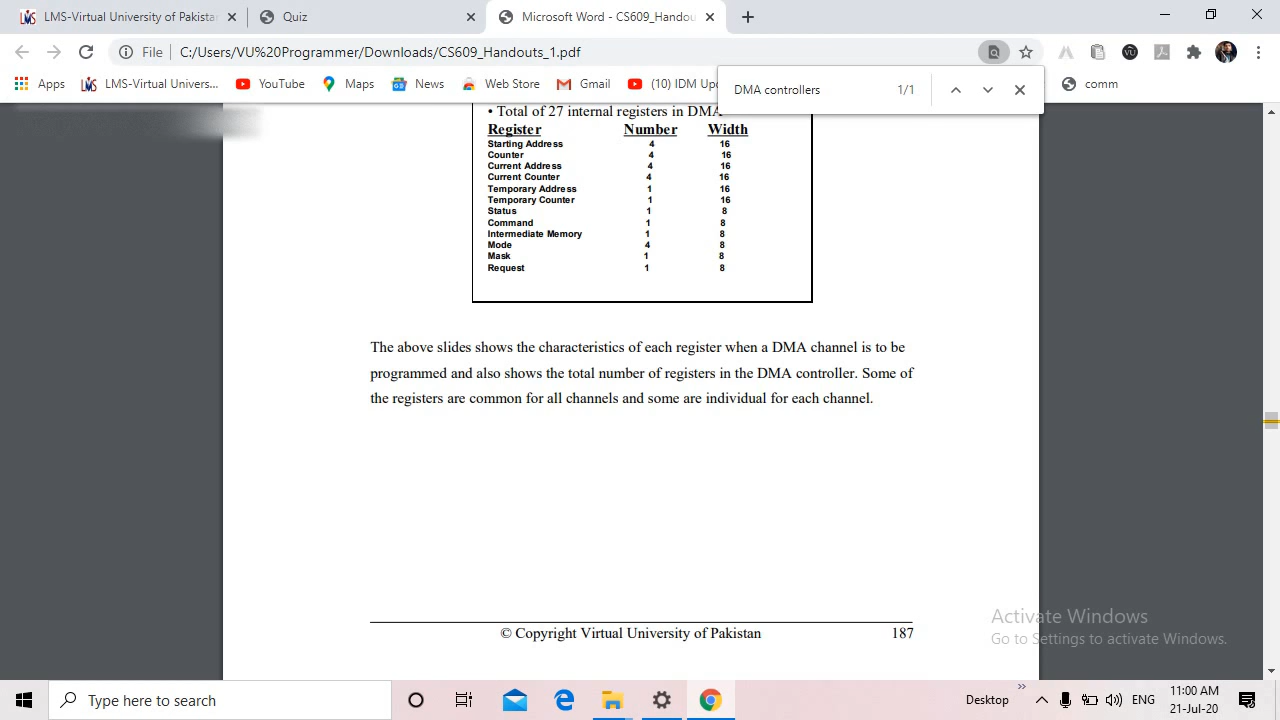 LMS-Virtual University of Pakistan
Quiz
Microsoft Word - CS609_Handou
File
C:/Users/VU%20Programmer/Downloads/CS609_Handouts_1.pdf
Apps
LMS-Virtual Univers...
YouTube
Maps
News
Web Store
Gmail
(10) IDM Up
comm
DMA controllers 1/1
• Total of 27 internal registers in DMA
Register Number Width
Starting Address 4 16
Counter 4 16
Current Address 4 16
Current Counter 4 16
Temporary Address 1 16
Temporary Counter 1 16
Status 1 8
Command 1 8
Intermediate Memory 1 8
Mode 4 8
Mask 1 8
Request 1 8
The above slides shows the characteristics of each register when a DMA channel is to be
programmed and also shows the total number of registers in the DMA controller. Some of
the registers are common for all channels and some are individual for each channel.
© Copyright Virtual University of Pakistan 187
Activate Windows
Go to Settings to activate Windows.
Type here to search
Desktop
ENG
11:00 AM
21-Jul-20